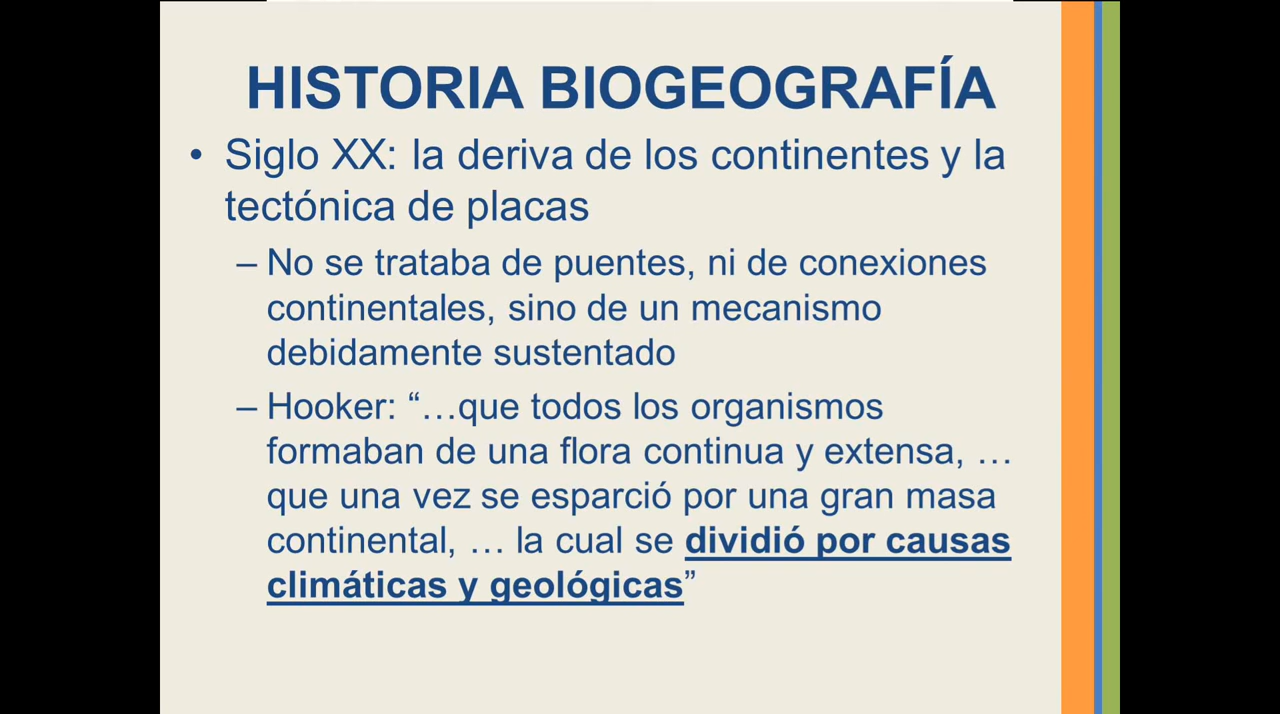 HISTORIA BIOGEOGRAFÍA
• Siglo XX: la deriva de los continentes y la
tectónica de placas
– No se trataba de puentes, ni de conexiones
continentales, sino de un mecanismo
debidamente sustentado
– Hooker: “…que todos los organismos
formaban de una flora continua y extensa, …
que una vez se esparció por una gran masa
continental, … la cual se dividió por causas
climáticas y geológicas”